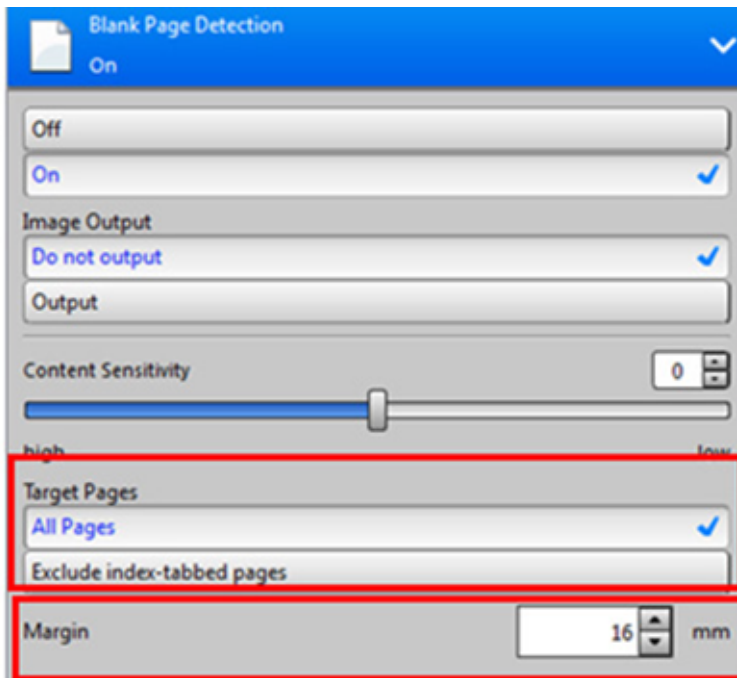 Blank Page Detection
On
Off
On
Image Output
Do not output
Output
Content Sensitivity 0
high low
Target Pages
All Pages
Exclude index-tabbed pages
Margin 16 mm